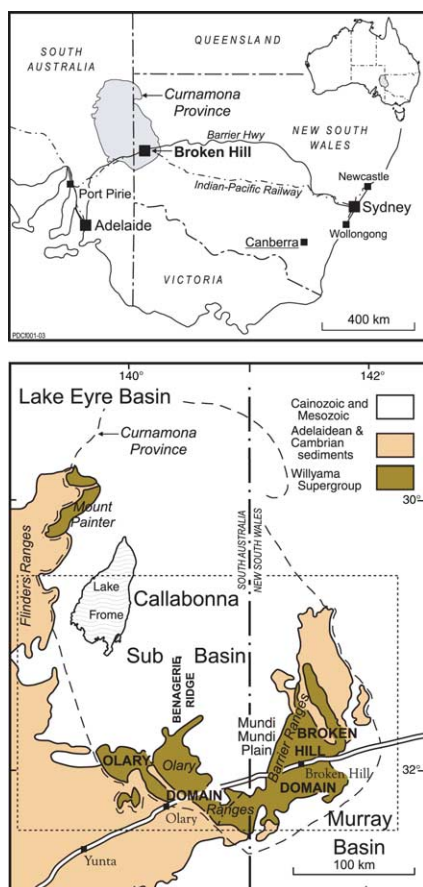 SOUTH
AUSTRALIA
QUEENSLAND
Curnamona
Province
Barrier Hwy
NEW SOUTH
WALES
Broken Hill
Newcastle
Port Pirie
Indian-Pacific Railway
Sydney
Adelaide
Canberra
Wollongong
VICTORIA
400 km
PDCf001-03
140°
142°
Lake Eyre Basin
Cainozoic and
Mesozoic
Curnamona
Province
Adelaidean &
Cambrian
sediments
Willyama
Supergroup
30°
Mount
Painter
SOUTH AUSTRALIA
NEW SOUTH WALES
Flinders Ranges
Lake
Frome
Callabonna
Sub Basin
BENAGERIE
RIDGE
Mundi
Mundi
Plain
Barrier Ranges
BROKEN
HILL
OLARY
Olary
Broken Hill
32°
DOMAIN
DOMAIN
Ranges
Olary
Murray
Basin
Yunta
100 km